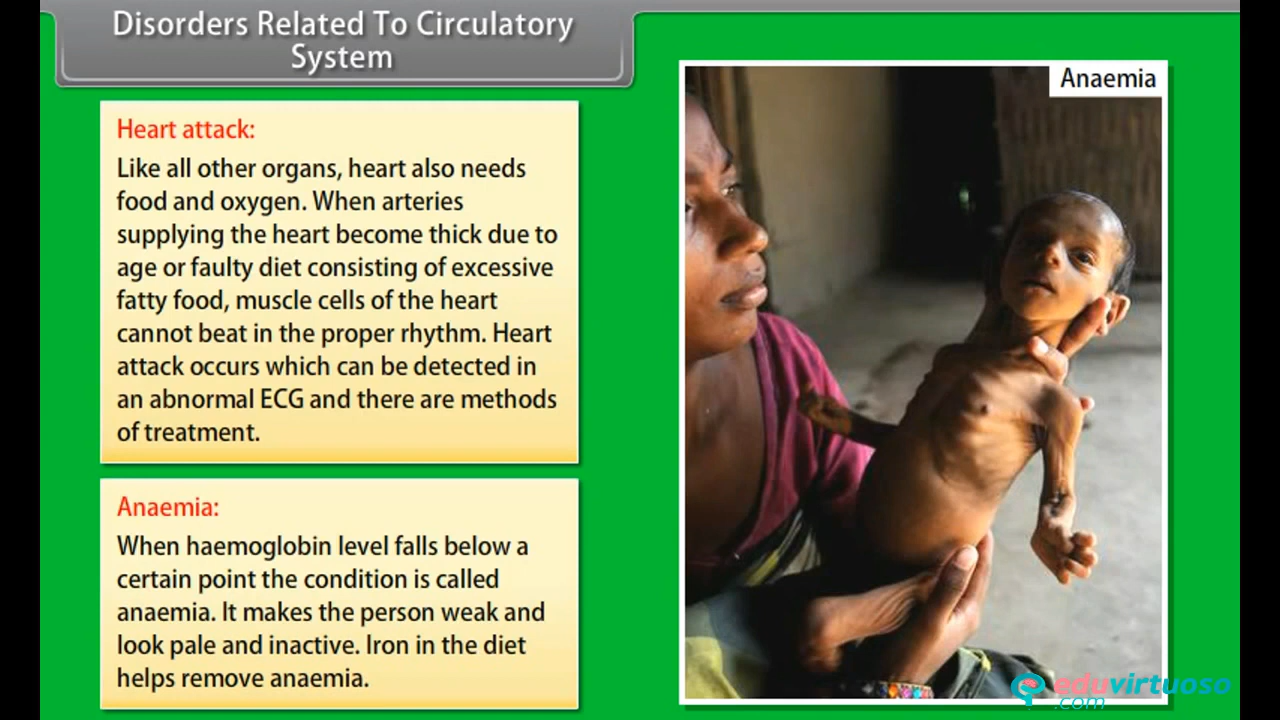 Disorders Related To Circulatory
System
Heart attack:
Like all other organs, heart also needs
food and oxygen. When arteries
supplying the heart become thick due to
age or faulty diet consisting of excessive
fatty food, muscle cells of the heart
cannot beat in the proper rhythm. Heart
attack occurs which can be detected in
an abnormal ECG and there are methods
of treatment.
Anaemia:
When haemoglobin level falls below a
certain point the condition is called
anaemia. It makes the person weak and
look pale and inactive. Iron in the diet
helps remove anaemia.
Anaemia
eduvirtuoso
.com